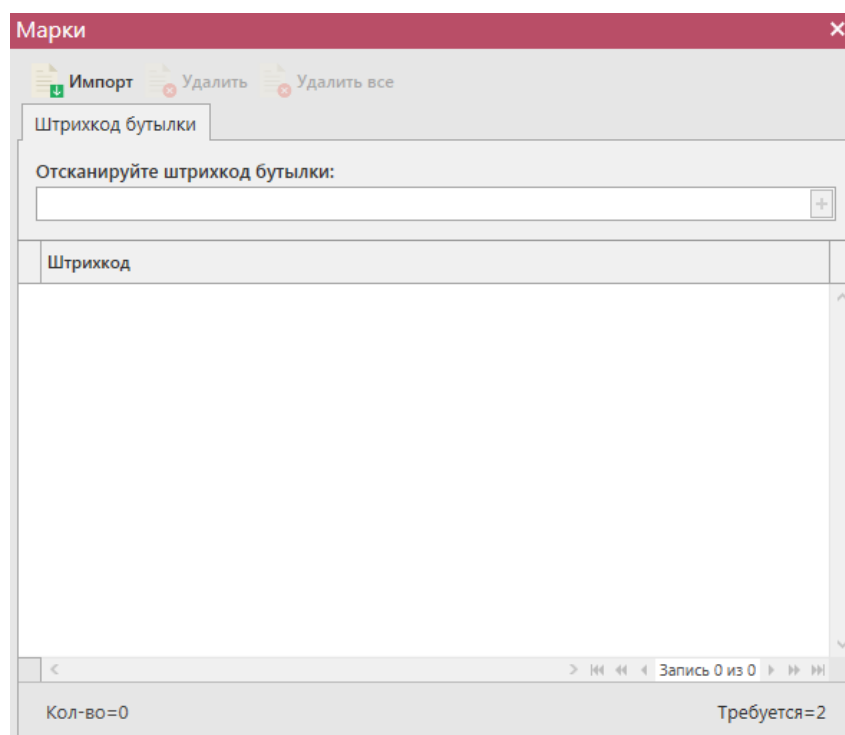 Марки
Импорт Удалить Удалить все
Штрихкод бутылки
Отсканируйте штрихкод бутылки:
Штрихкод
Запись 0 из 0
Кол-во=0 Требуется=2